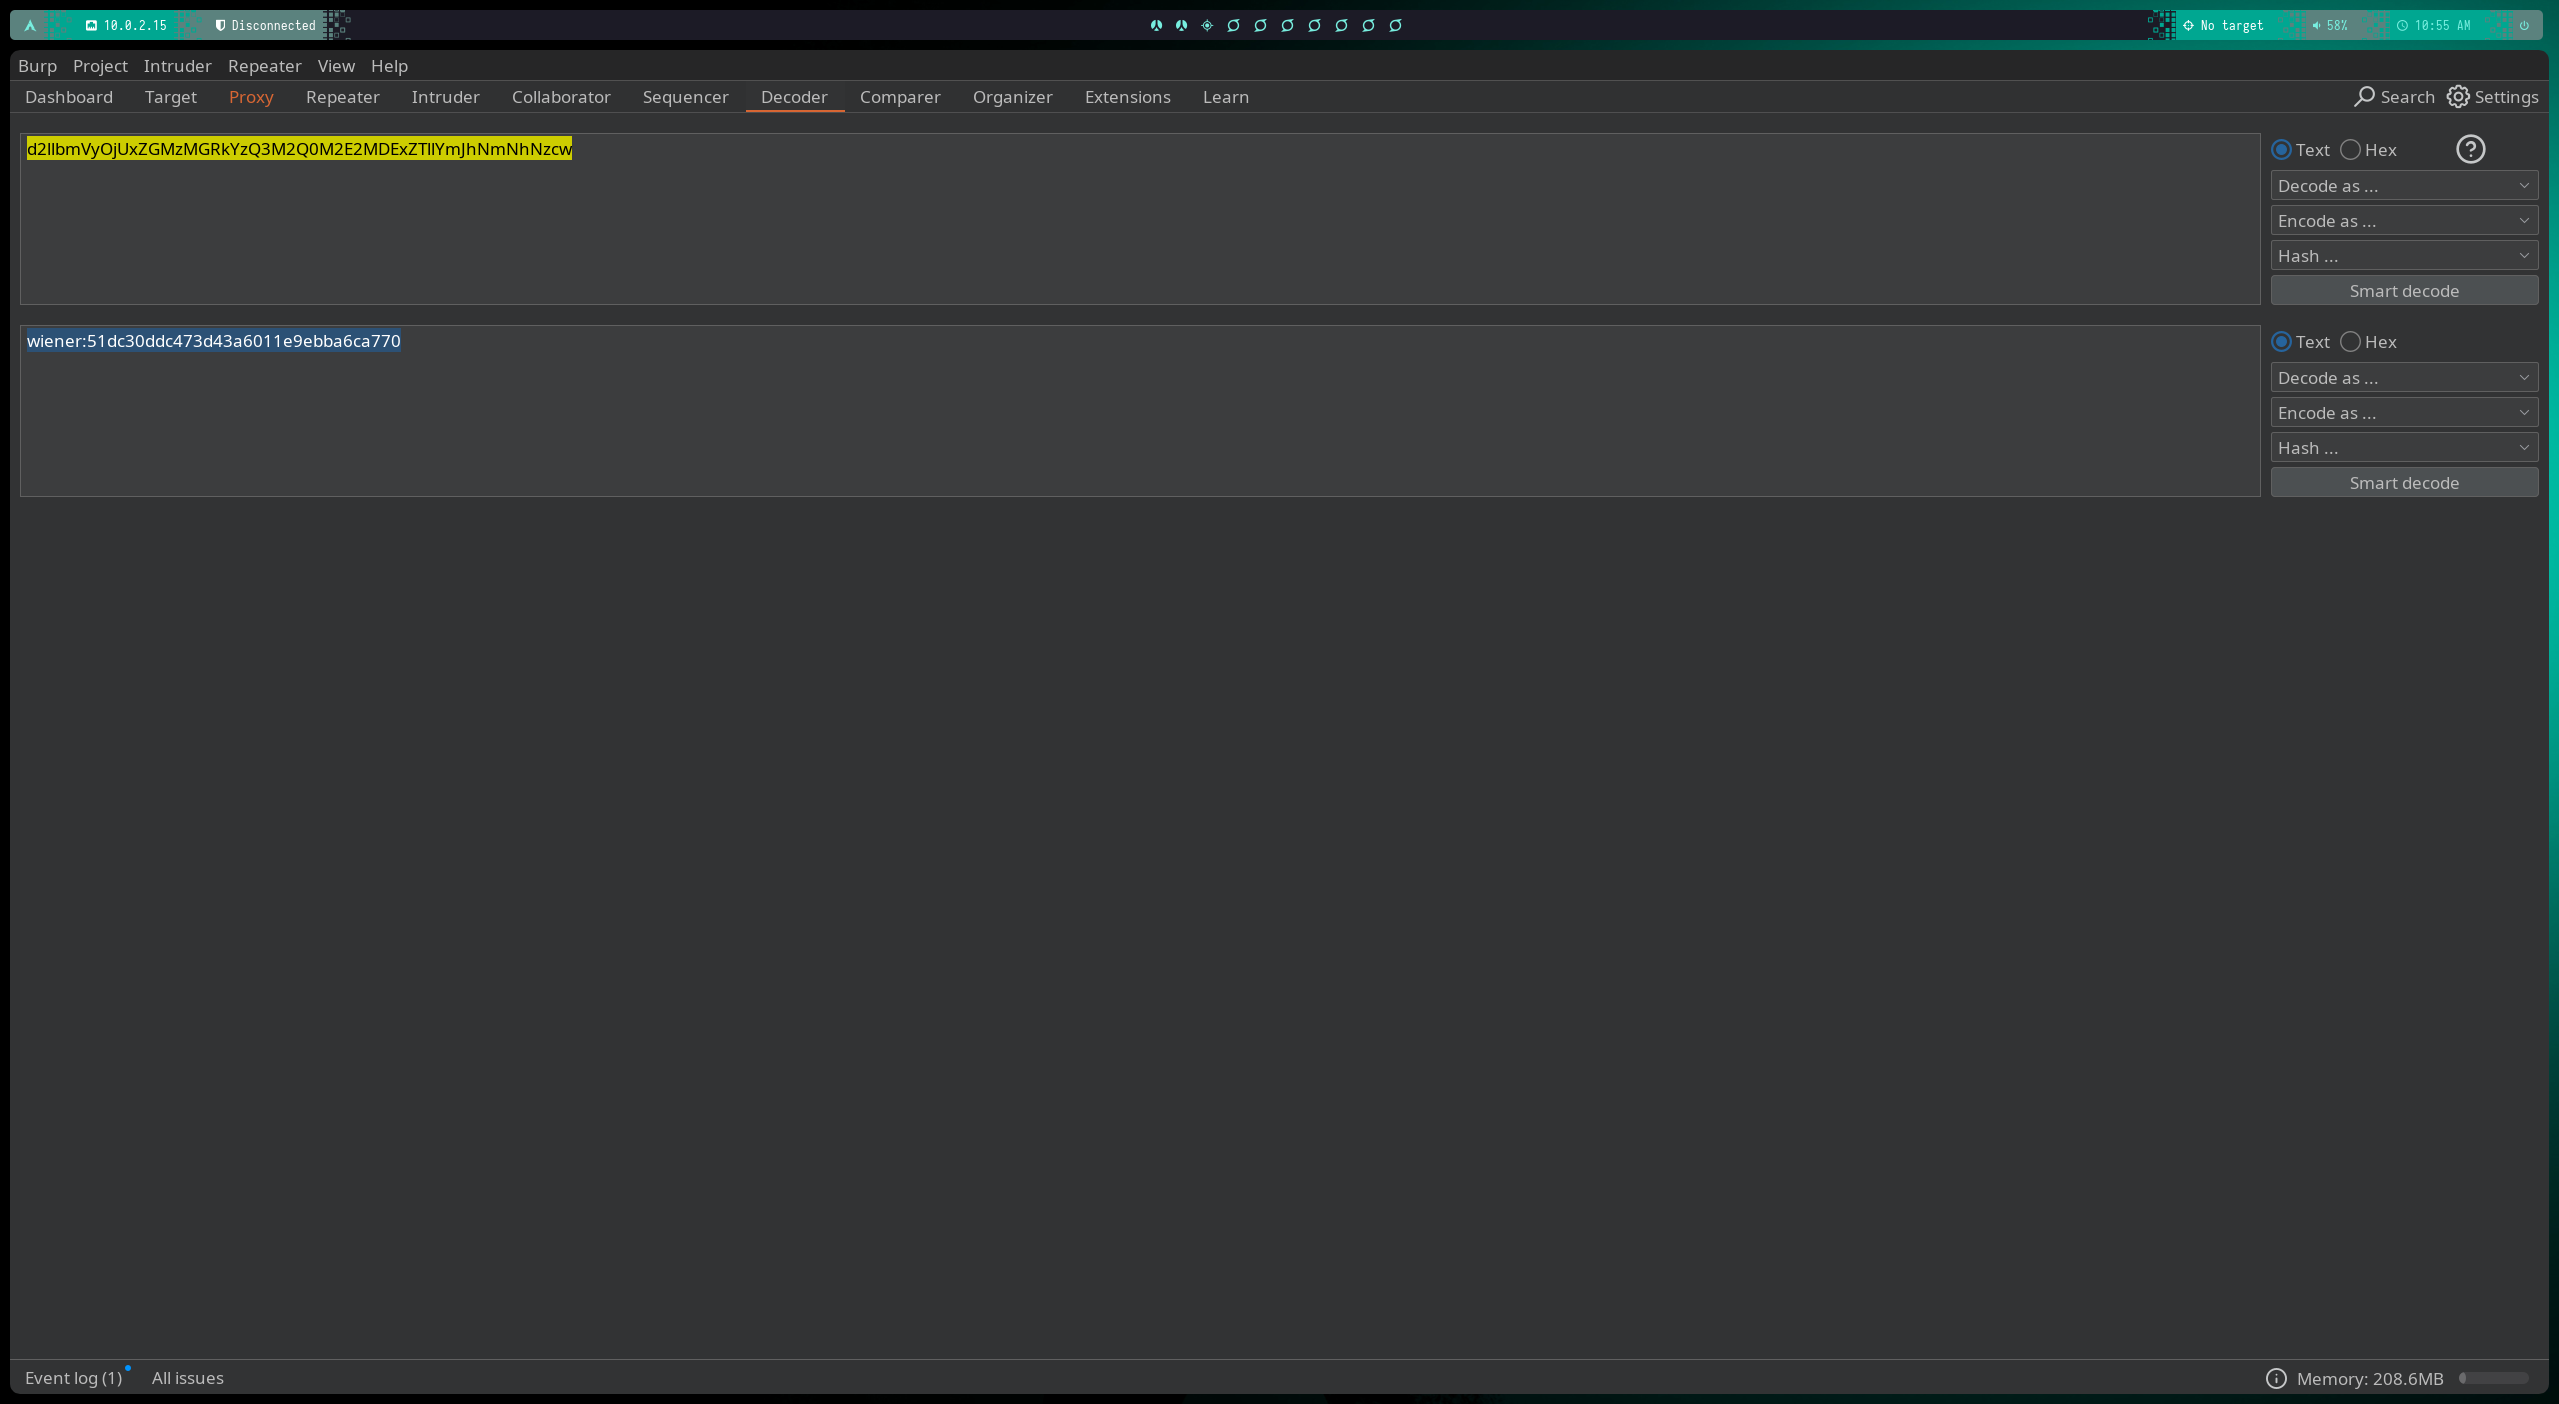 10.0.2.15 Disconnected No target 58% 10:55 AM
Burp Project Intruder Repeater View Help
Dashboard Target Proxy Repeater Intruder Collaborator Sequencer Decoder Comparer Organizer Extensions Learn Search Settings
d2llbmVyOjUxZGMzMGRkYzQ3M2Q0M2E2MDExZTllYmJhNmNhNzcw
Text Hex
Decode as ...
Encode as ...
Hash ...
Smart decode
wiener:51dc30ddc473d43a6011e9ebba6ca770
Text Hex
Decode as ...
Encode as ...
Hash ...
Smart decode
Event log (1) All issues Memory: 208.6MB